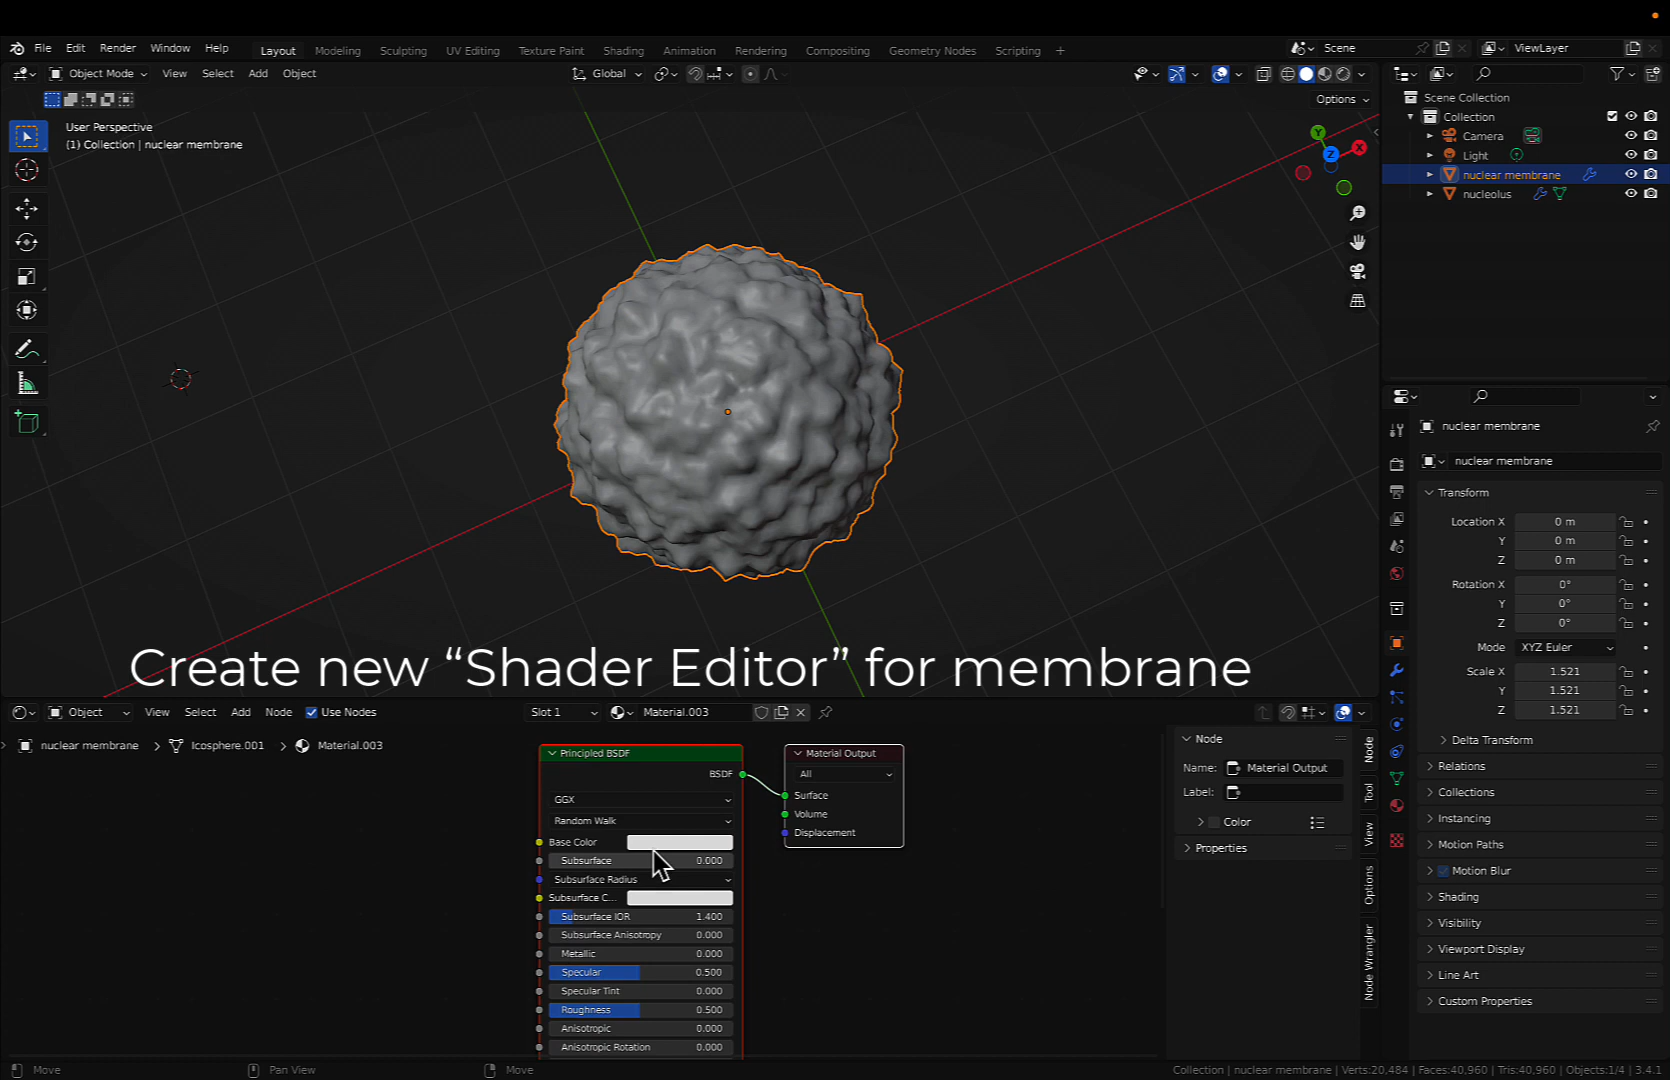 File Edit Render Window Help Layout Modeling Sculpting UV Editing Texture Paint Shading Animation Rendering Compositing Geometry Nodes Scripting + Scene ViewLayer
Object Mode View Select Add Object Global
Options
User Perspective
(1) Collection | nuclear membrane
Y
X
Z
Scene Collection
Collection
Camera
Light
nuclear membrane
nucleolus
nuclear membrane
nuclear membrane
Transform
Location X 0 m
Y 0 m
Z 0 m
Rotation X 0°
Y 0°
Z 0°
Mode XYZ Euler
Scale X 1.521
Y 1.521
Z 1.521
Delta Transform
Relations
Collections
Instancing
Motion Paths
Motion Blur
Shading
Visibility
Viewport Display
Line Art
Custom Properties
Create new “Shader Editor” for membrane
Object View Select Add Node Use Nodes Slot 1 Material.003
nuclear membrane > Icosphere.001 > Material.003
Principled BSDF
BSDF
GGX
Random Walk
Base Color
Subsurface 0.000
Subsurface Radius
Subsurface C...
Subsurface IOR 1.400
Subsurface Anisotropy 0.000
Metallic 0.000
Specular 0.500
Specular Tint 0.000
Roughness 0.500
Anisotropic 0.000
Anisotropic Rotation 0.000
Material Output
All
Surface
Volume
Displacement
Node
Name: Material Output
Label:
Color
Properties
Node
Tool
View
Options
Node Wrangler
Move Pan View Move
Collection | nuclear membrane | Verts:20,484 | Faces:40,960 | Tris:40,960 | Objects:1/4 | 3.4.1